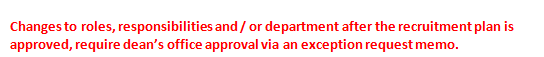 Changes to roles, responsibilities and / or department after the recruitment plan is
approved, require dean's office approval via an exception request memo.